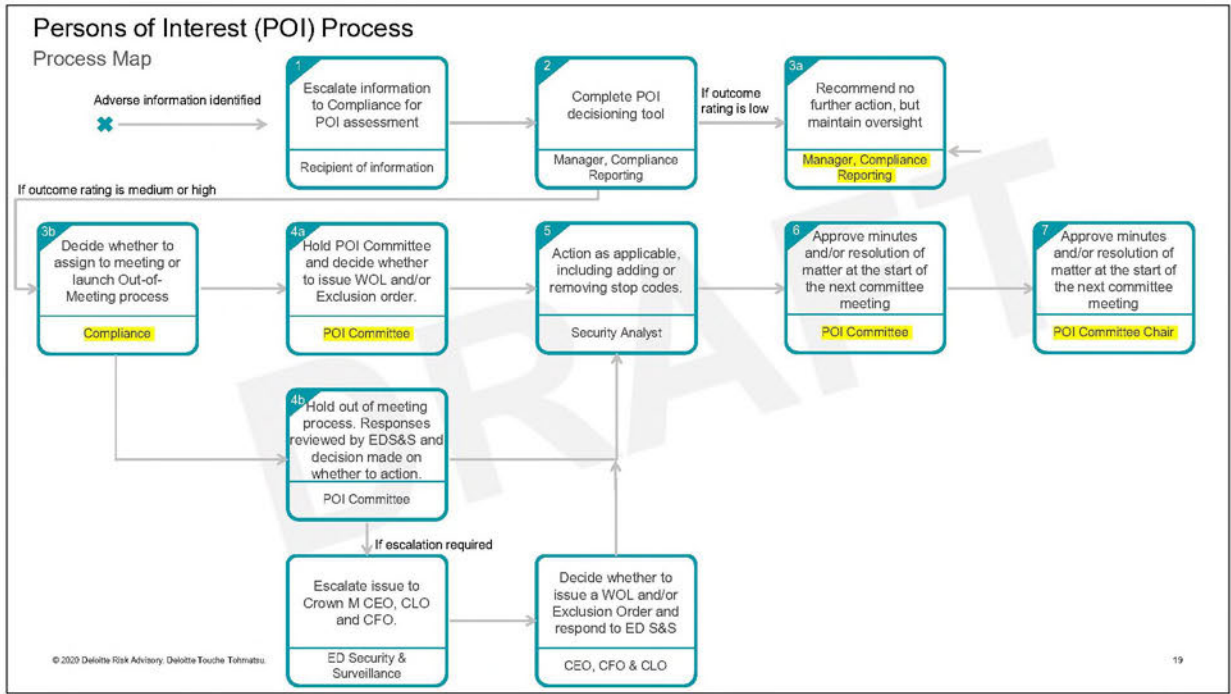 Persons of Interest (POI) Process
Process Map
Adverse information identified
1
Escalate information
to Compliance for
POI assessment
Recipient of information
2
Complete POI
decisioning tool
Manager, Compliance
Reporting
If outcome
rating is low
3a
Recommend no
further action, but
maintain oversight
Manager, Compliance
Reporting
If outcome rating is medium or high
3b
Decide whether to
assign to meeting or
launch Out-of-
Meeting process
Compliance
4a
Hold POI Committee
and decide whether
to issue WOL and/or
Exclusion order.
POI Committee
5
Action as applicable,
including adding or
removing stop codes.
Security Analyst
6
Approve minutes
and/or resolution of
matter at the start of
the next committee
meeting
POI Committee
7
Approve minutes
and/or resolution of
matter at the start of
the next committee
meeting
POI Committee Chair
4b
Hold out of meeting
process. Responses
reviewed by EDS&S and
decision made on
whether to action.
POI Committee
If escalation required
Escalate issue to
Crown M CEO, CLO
and CFO.
ED Security &
Surveillance
Decide whether to
issue a WOL and/or
Exclusion Order and
respond to ED S&S
CEO, CFO & CLO
DRAFT
© 2020 Deloitte Risk Advisory. Deloitte Touche Tohmatsu.
19